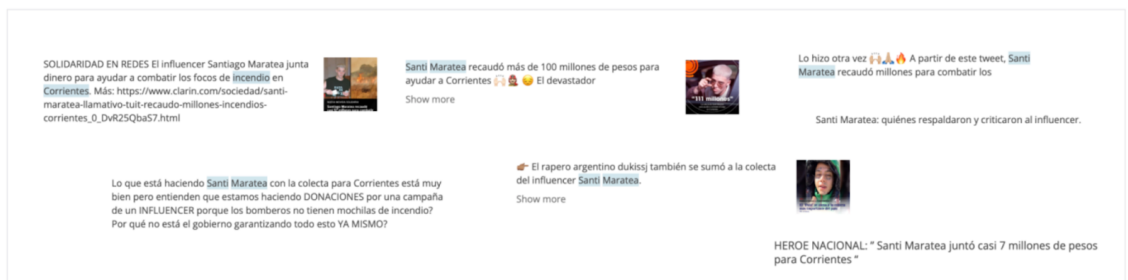 SOLIDARIDAD EN REDES El influencer Santiago Maratea junta
dinero para ayudar a combatir los focos de incendio en
Corrientes. Más: https://www.clarin.com/sociedad/santi-
maratea-llamativo-tuit-recaudo-millones-incendios-
corrientes_0_DvR25QbaS7.html
Santi Maratea recaudó más de 100 millones de pesos para
ayudar a Corrientes 🙌🏻👩🏻‍🚒😔 El devastador
Show more
"111 millones"
Lo hizo otra vez 🙌🏻🙏🏻🔥 A partir de este tweet, Santi
Maratea recaudó millones para combatir los
Santi Maratea: quiénes respaldaron y criticaron al influencer.
Lo que está haciendo Santi Maratea con la colecta para Corrientes está muy
bien pero entienden que estamos haciendo DONACIONES por una campaña
de un INFLUENCER porque los bomberos no tienen mochilas de incendio?
Por qué no está el gobierno garantizando todo esto YA MISMO?
👉🏽 El rapero argentino dukissj también se sumó a la colecta
del influencer Santi Maratea.
Show more
HEROE NACIONAL: " Santi Maratea juntó casi 7 millones de pesos
para Corrientes "